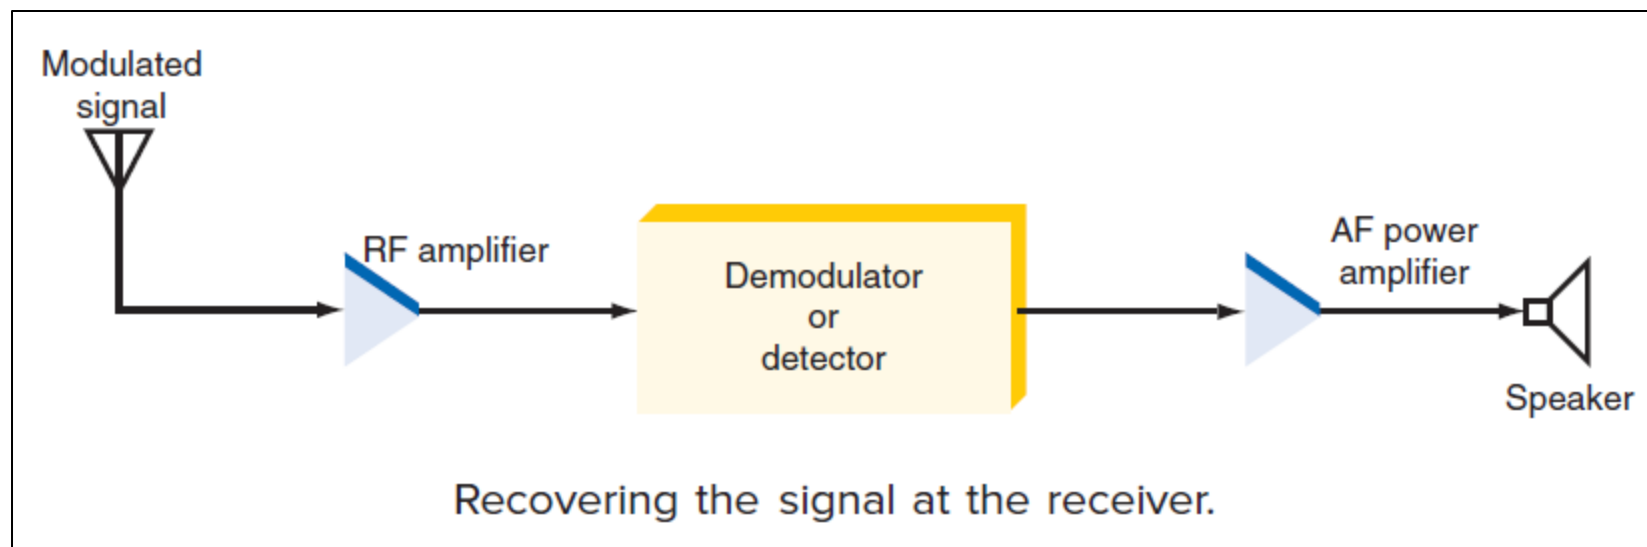 Modulated
signal
RF amplifier
Demodulator
or
detector
AF power
amplifier
Speaker
Recovering the signal at the receiver.